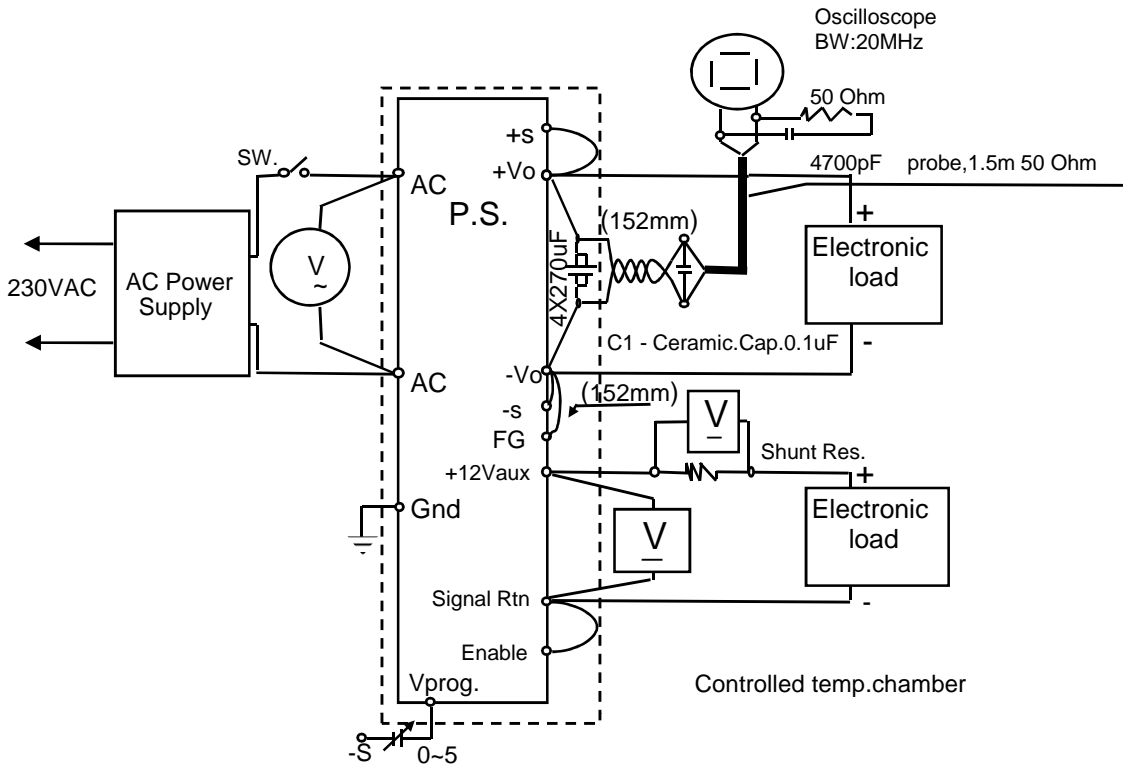 Oscilloscope
BW:20MHz
50 Ohm
4700pF probe,1.5m 50 Ohm
SW.
+s
+Vo
AC
P.S.
(152mm)
+
Electronic
load
-
V
~
230VAC
AC Power
Supply
4X270uF
C1 - Ceramic.Cap.0.1uF
AC
-Vo
(152mm)
-s
FG
V
Shunt Res.
+12Vaux
+
Electronic
load
-
Gnd
V
Signal Rtn
Enable
Vprog.
Controlled temp.chamber
-S
0~5